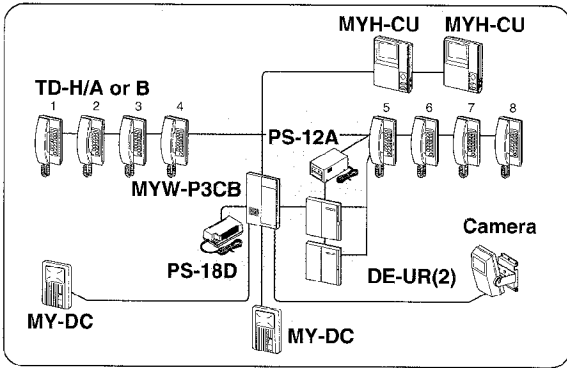 MYH-CU MYH-CU
TD-H/A or B
1 2 3 4
PS-12A
5 6 7 8
MYW-P3CB
PS-18D
Camera
DE-UR(2)
MY-DC
MY-DC